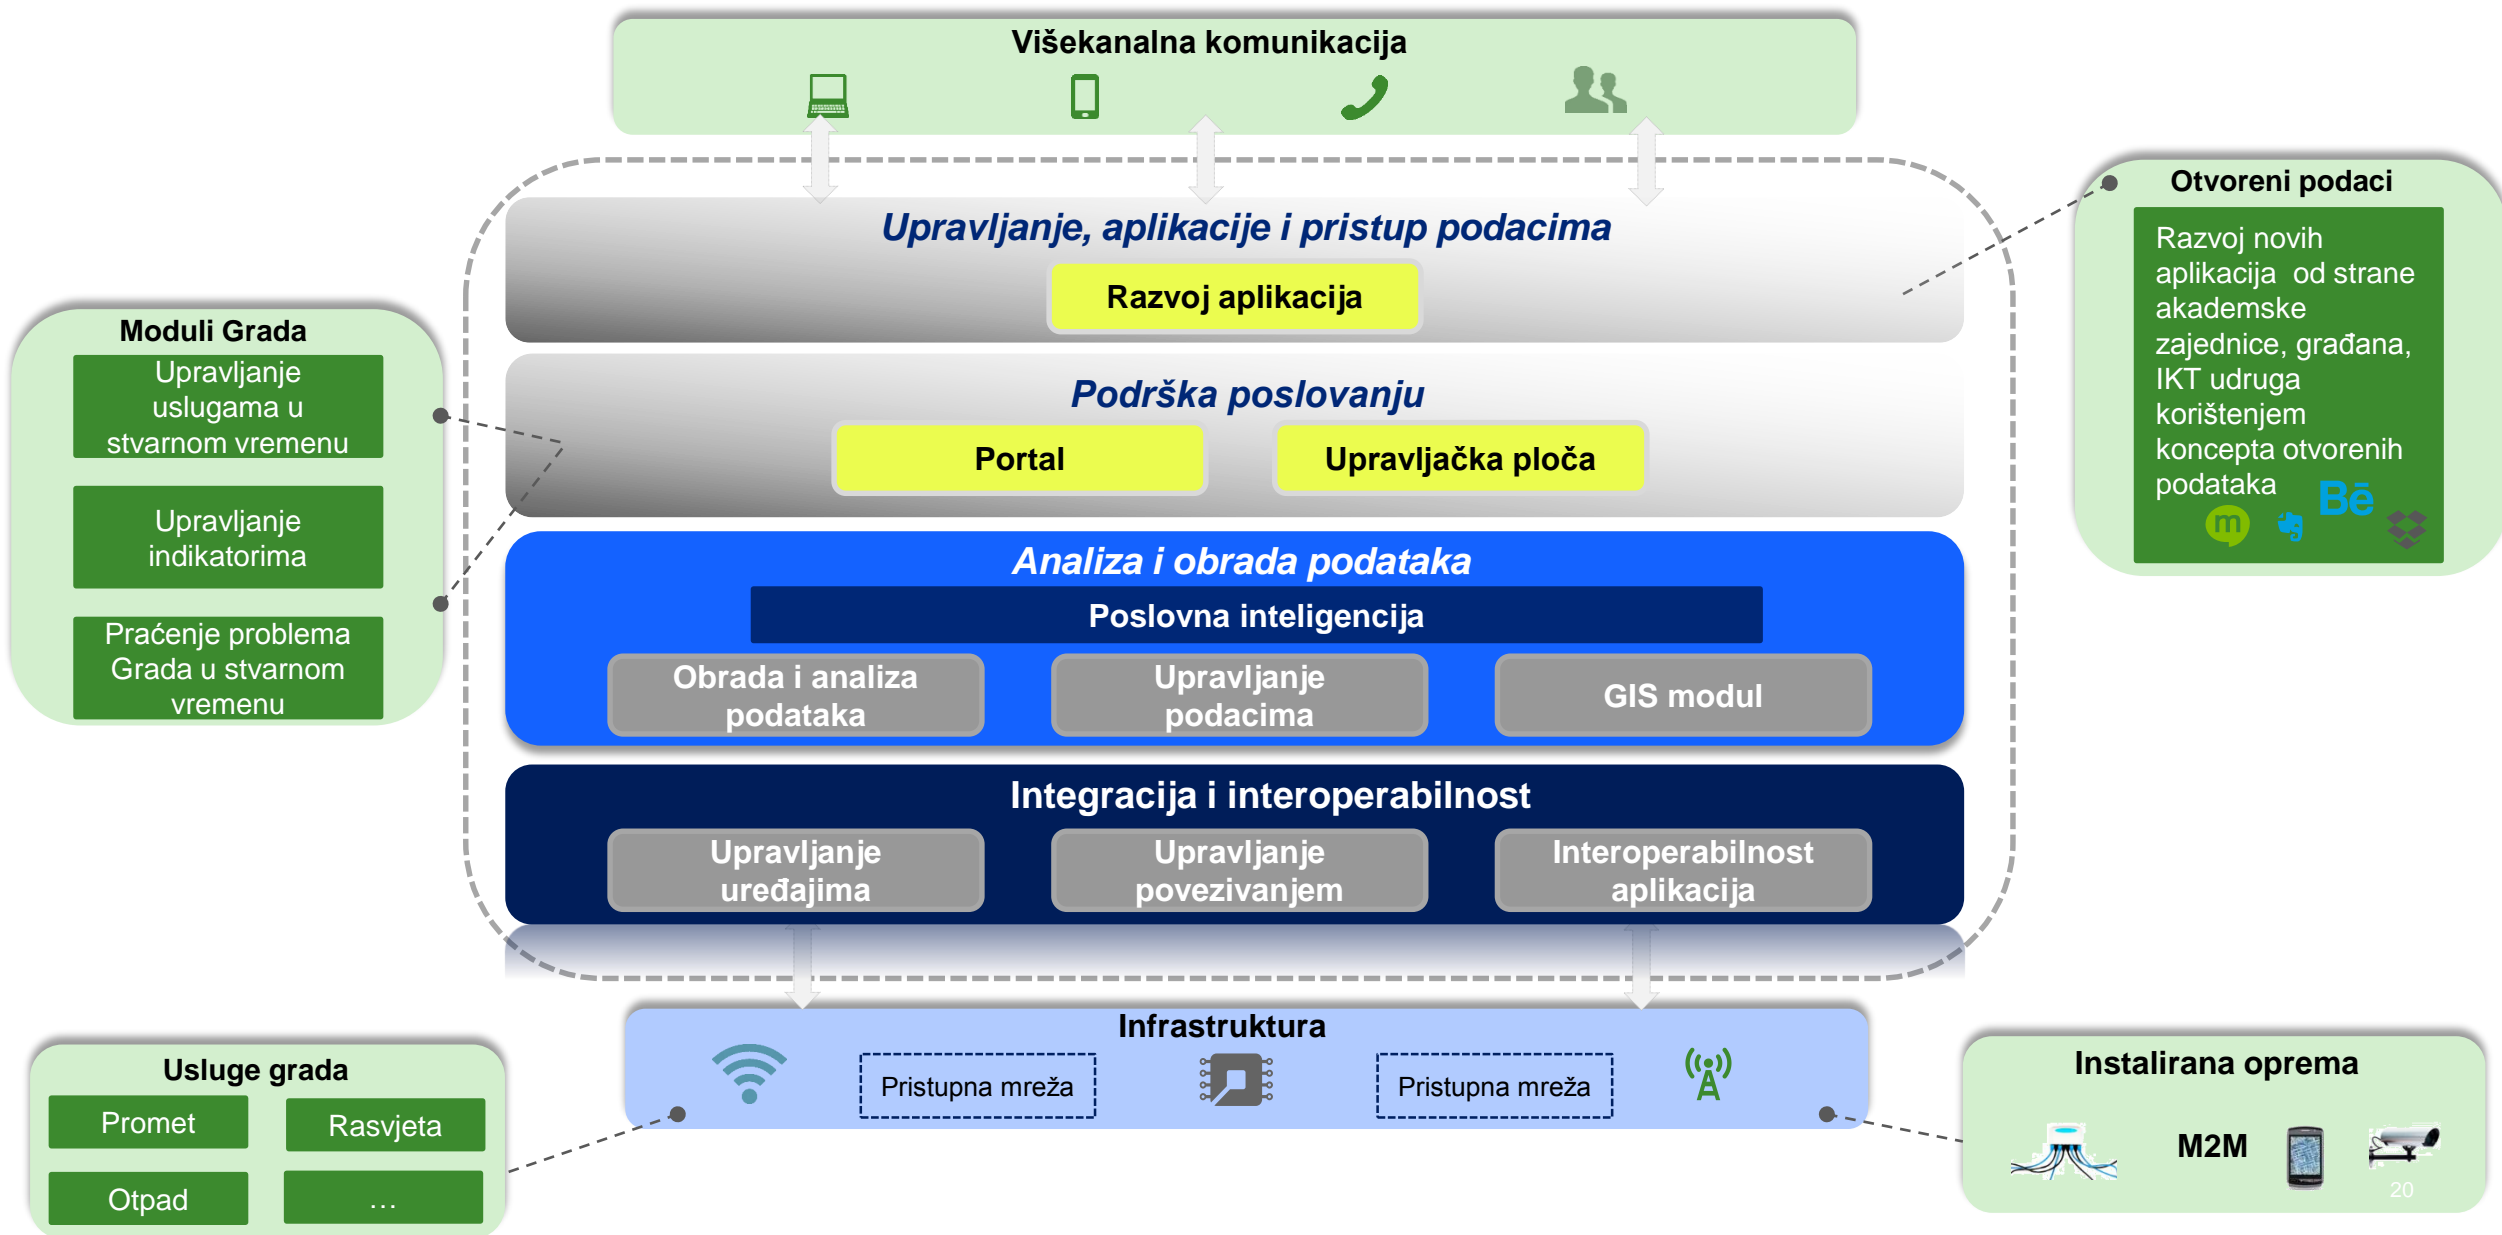 Višekanalna komunikacija
Upravljanje, aplikacije i pristup podacima
Razvoj aplikacija
Podrška poslovanju
Portal
Upravljačka ploča
Analiza i obrada podataka
Poslovna inteligencija
Obrada i analiza
podataka
Upravljanje
podacima
GIS modul
Integracija i interoperabilnost
Upravljanje
uređajima
Upravljanje
povezivanjem
Interoperabilnost
aplikacija
Infrastruktura
Pristupna mreža
Pristupna mreža
Moduli Grada
Upravljanje
uslugama u
stvarnom vremenu
Upravljanje
indikatorima
Praćenje problema
Grada u stvarnom
vremenu
Otvoreni podaci
Razvoj novih
aplikacija od strane
akademske
zajednice, građana,
IKT udruga
korištenjem
koncepta otvorenih
podataka
Bē
m
Usluge grada
Promet
Rasvjeta
Otpad
...
Instalirana oprema
M2M
20